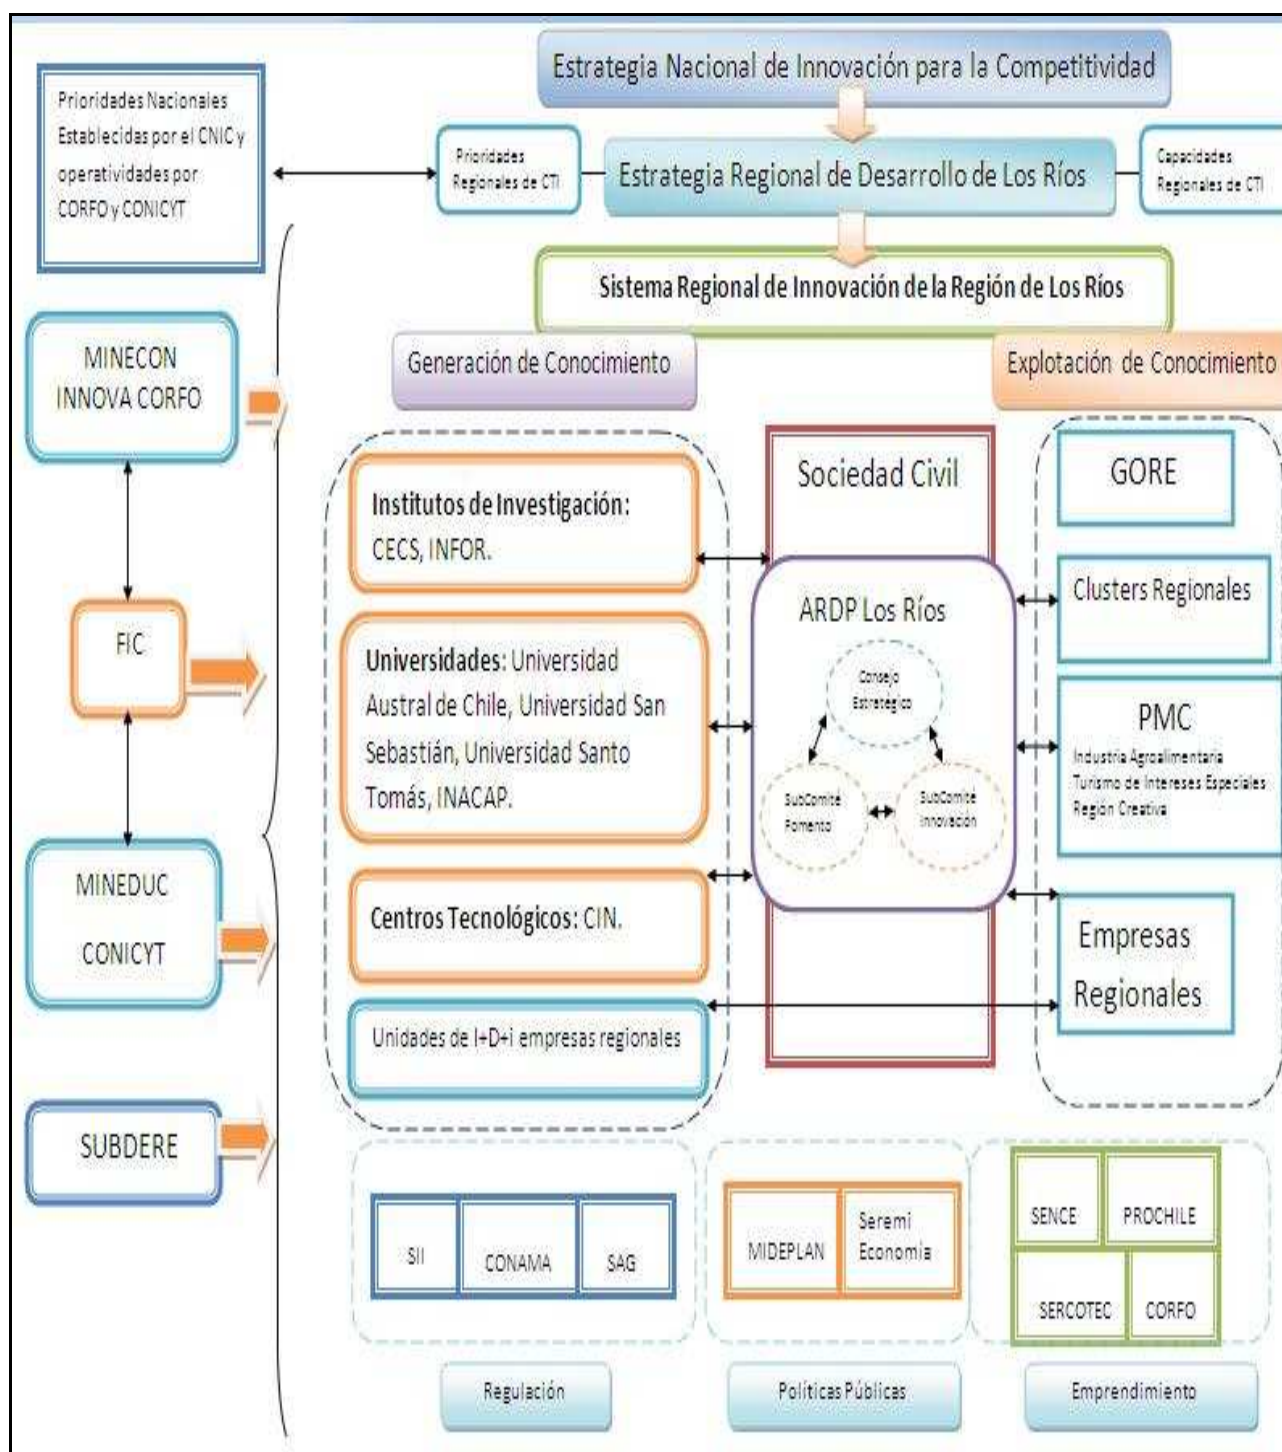 Estrategia Nacional de Innovación para la Competitividad
Prioridades Nacionales
Establecidas por el CNIC y
operatividades por
CORFO y CONICYT
Prioridades
Regionales de CTI
Estrategia Regional de Desarrollo de Los Ríos
Capacidades
Regionales de CTI
Sistema Regional de Innovación de la Región de Los Ríos
Generación de Conocimiento
Explotación de Conocimiento
MINECON
INNOVA CORFO
FIC
MINEDUC
CONICYT
SUBDERE
Institutos de Investigación:
CECS, INFOR.
Universidades: Universidad
Austral de Chile, Universidad San
Sebastián, Universidad Santo
Tomás, INACAP.
Centros Tecnológicos: CIN.
Unidades de I+D+i empresas regionales
Sociedad Civil
ARDP Los Ríos
Consejo
Estratégico
SubComité
Fomento
SubComité
Innovación
GORE
Clusters Regionales
PMC
Industria Agroalimentaria
Turismo de Intereses Especiales
Región Creativa
Empresas
Regionales
SII
CONAMA
SAG
MIDEPLAN
Seremi
Economía
SENCE
PROCHILE
SERCOTEC
CORFO
Regulación
Políticas Públicas
Emprendimiento